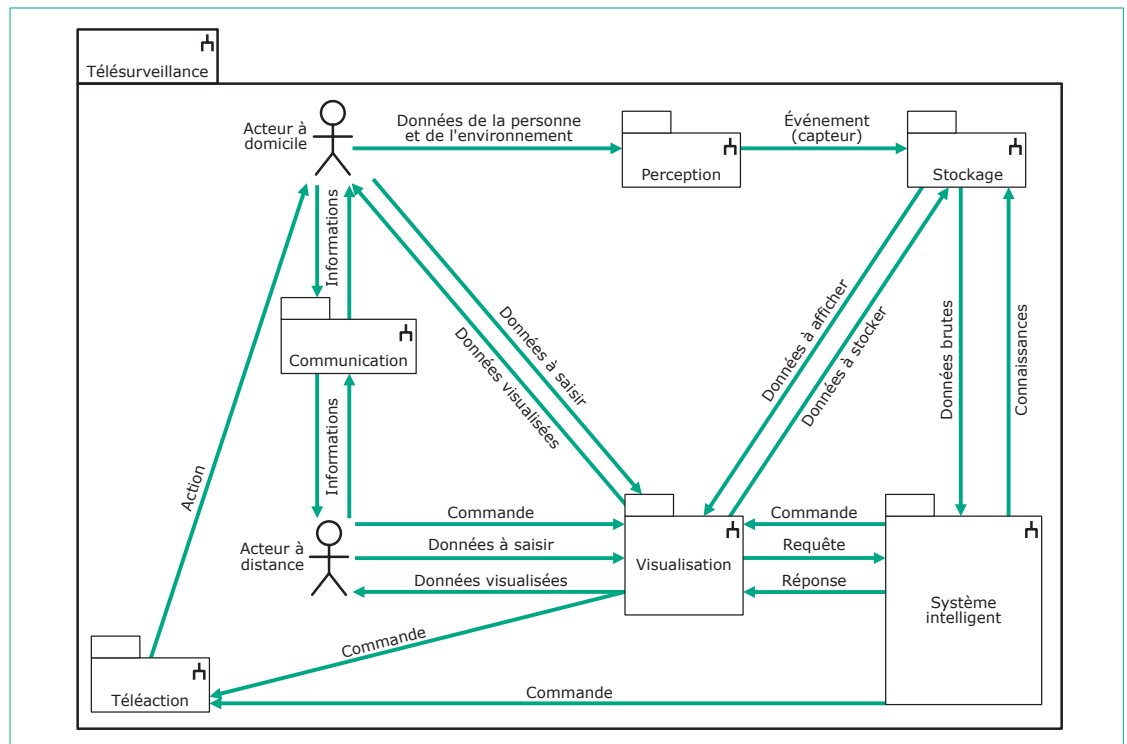 Télésurveillance
Acteur à
domicile
Données de la personne
et de l'environnement
Perception
Événement
(capteur)
Stockage
Informations
Communication
Informations
Données à saisir
Données visualisées
Données à afficher
Données à stocker
Données brutes
Connaissances
Action
Acteur à
distance
Commande
Données à saisir
Données visualisées
Visualisation
Commande
Requête
Réponse
Système
intelligent
Commande
Téléaction
Commande